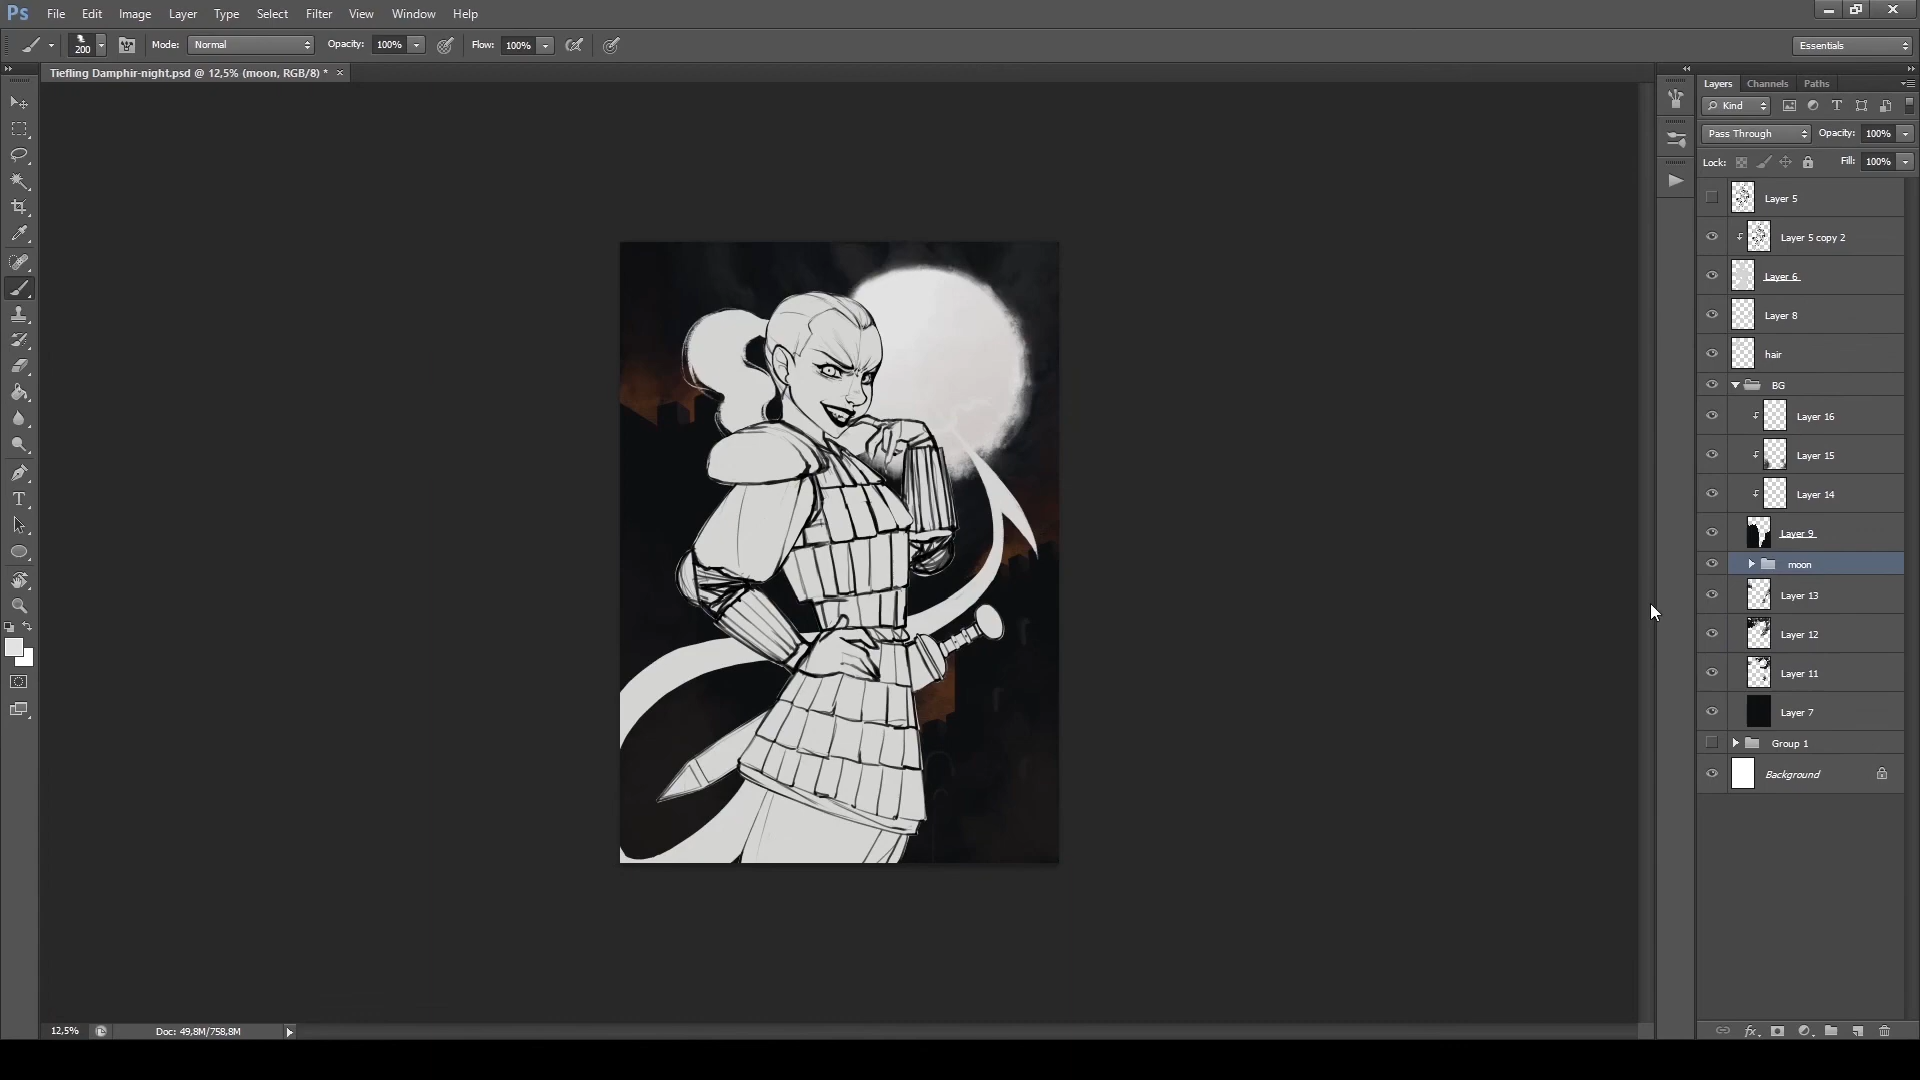 Ps File Edit Image Layer Type Select Filter View Window Help
200 Mode: Normal Opacity: 100% Flow: 100% Essentials
Tiefling Damphir-night.psd @ 12,5% (moon, RGB/8) * ×
Layers Channels Paths
Kind
Pass Through Opacity: 100%
Lock: Fill: 100%
Layer 5
Layer 5 copy 2
Layer 6
Layer 8
hair
BG
Layer 16
Layer 15
Layer 14
Layer 9
moon
Layer 13
Layer 12
Layer 11
Layer 7
Group 1
Background
12,5% Doc: 49,8M/758,8M